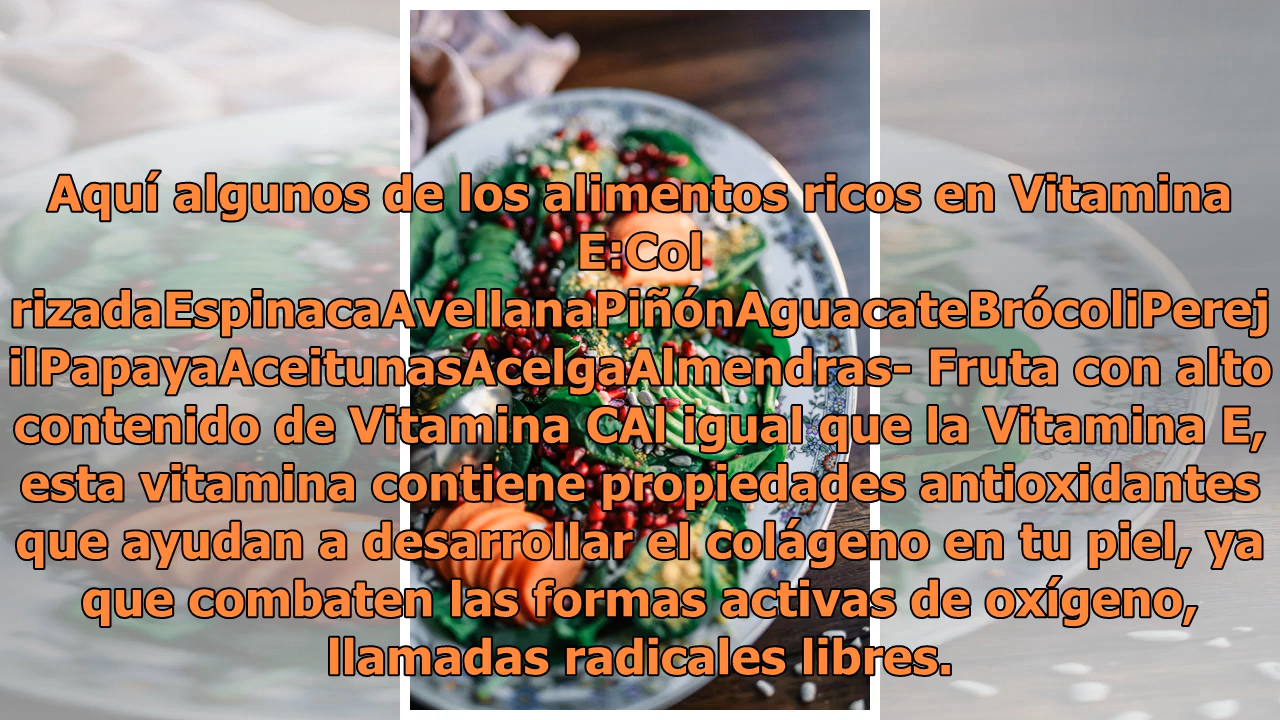 Aquí algunos de los alimentos ricos en Vitamina
E:Col
rizadaEspinacaAvellanaPiñónAguacateBrócoliPerej
ilPapayaAceitunasAcelgaAlmendras- Fruta con alto
contenido de Vitamina CAl igual que la Vitamina E,
esta vitamina contiene propiedades antioxidantes
que ayudan a desarrollar el colágeno en tu piel, ya
que combaten las formas activas de oxígeno,
llamadas radicales libres.